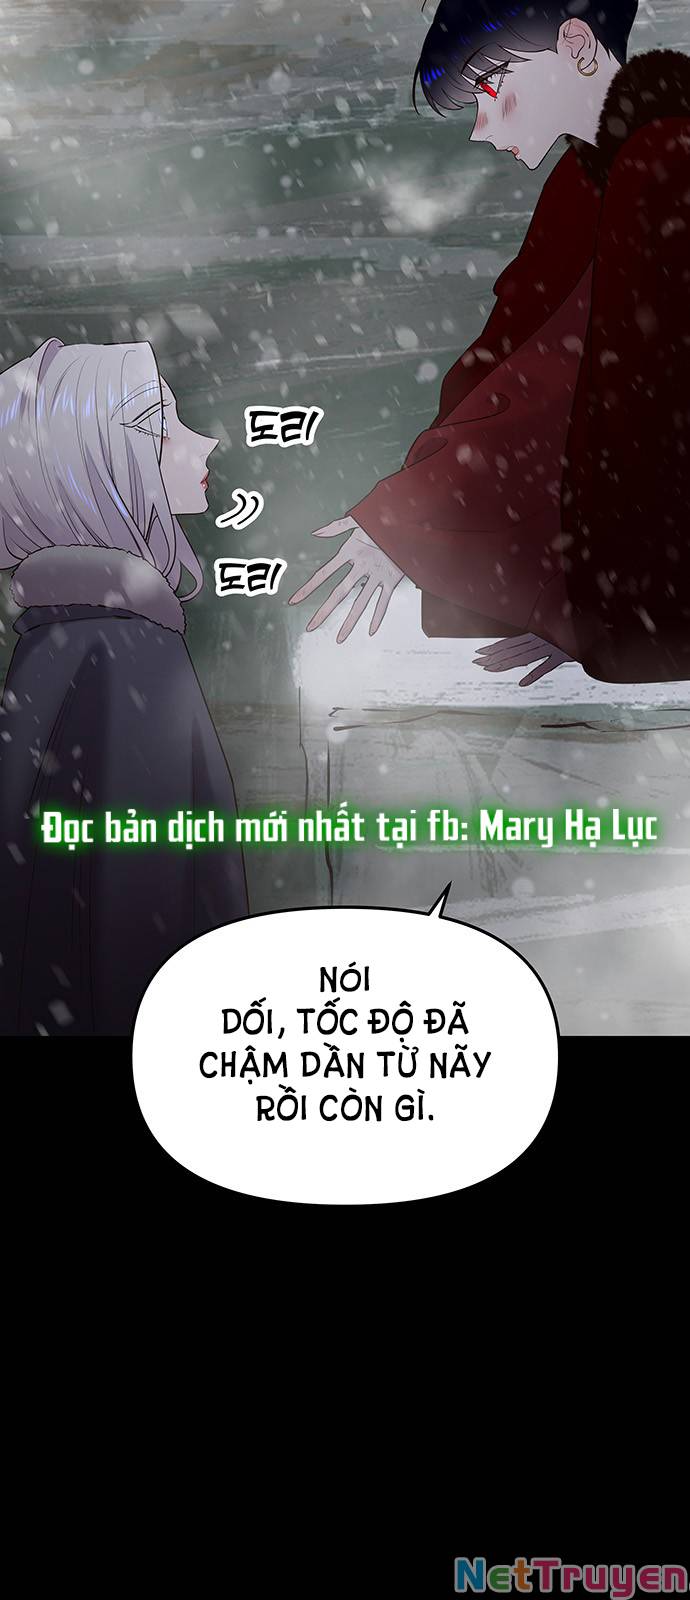 도리
도리
Đọc bản dịch mới nhất tại fb: Mary Hạ Lục
NÓI
DỐI, TỐC ĐỘ ĐÃ
CHẬM DẦN TỪ NÃY
RỒI CÒN GÌ.
NetTruyen